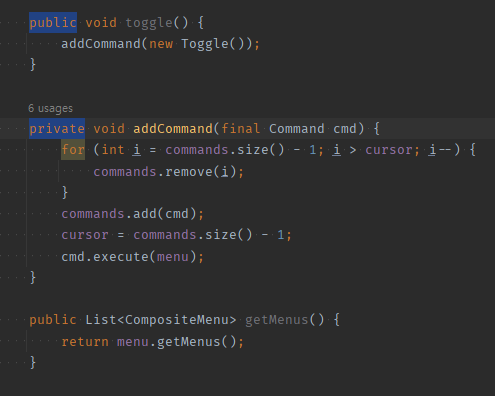 public void toggle() {
addCommand(new Toggle());
}
6 usages
private void addCommand(final Command cmd) {
for (int i = commands.size() - 1; i > cursor; i--) {
commands.remove(i);
}
commands.add(cmd);
cursor = commands.size() - 1;
cmd.execute(menu);
}
public List<CompositeMenu> getMenus() {
return menu.getMenus();
}